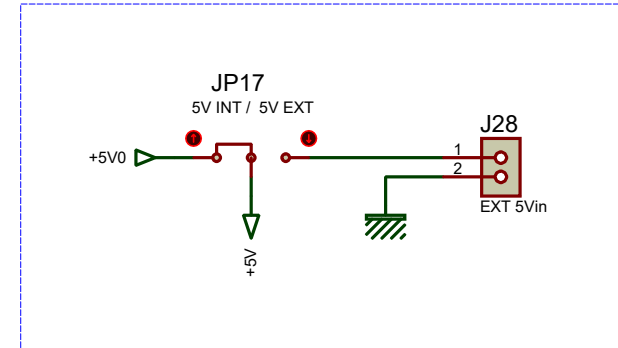 JP17
5V INT / 5V EXT
J28
+5V0
1
2
EXT 5Vin
+5V